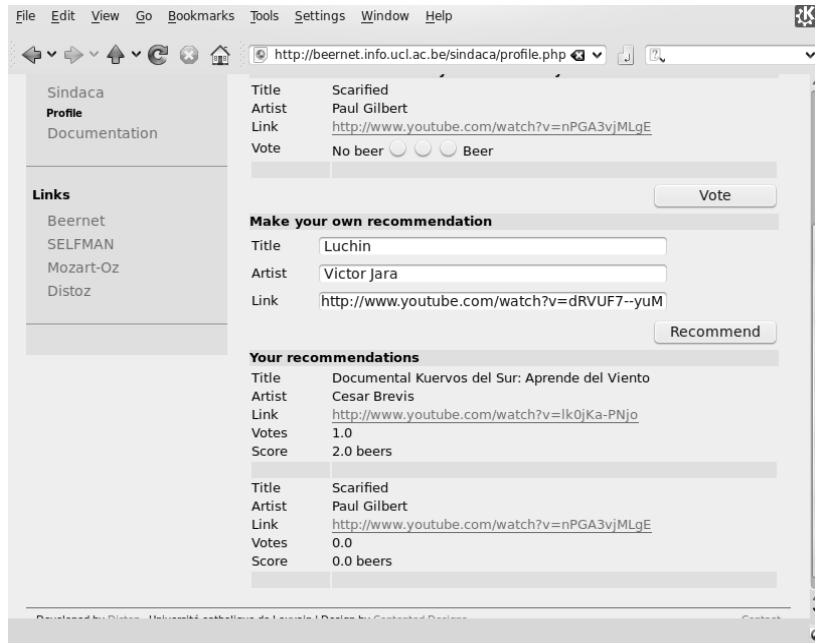 File Edit View Go Bookmarks Tools Settings Window Help
http://beernet.info.ucl.ac.be/sindaca/profile.php
Sindaca
Profile
Documentation
Links
Beernet
SELFMAN
Mozart-Oz
Distoz
Title Scarified
Artist Paul Gilbert
Link http://www.youtube.com/watch?v=nPGA3vjMLgE
Vote No beer Beer
Vote
Make your own recommendation
Title Luchin
Artist Victor Jara
Link http://www.youtube.com/watch?v=dRVUF7--yuM
Recommend
Your recommendations
Title Documental Kuervos del Sur: Aprende del Viento
Artist Cesar Brevis
Link http://www.youtube.com/watch?v=lk0jKa-PNjo
Votes 1.0
Score 2.0 beers
Title Scarified
Artist Paul Gilbert
Link http://www.youtube.com/watch?v=nPGA3vjMLgE
Votes 0.0
Score 0.0 beers